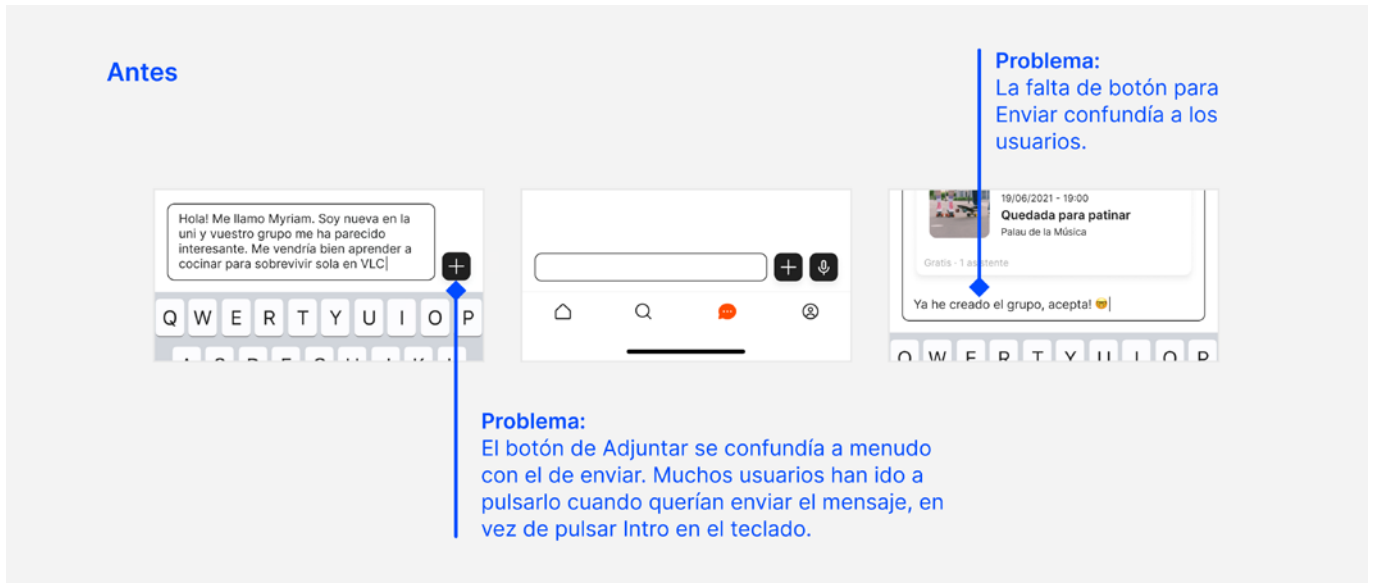 Antes
Problema:
La falta de botón para
Enviar confundía a los
usuarios.
Hola! Me llamo Myriam. Soy nueva en la
uni y vuestro grupo me ha parecido
interesante. Me vendría bien aprender a
cocinar para sobrevivir sola en VLC
Q W E R T Y U I O P
19/06/2021 - 19:00
Quedada para patinar
Palau de la Música
Gratis · 1 asistente
Ya he creado el grupo, acepta! 🤓
Q W E R T Y U I O P
Problema:
El botón de Adjuntar se confundía a menudo
con el de enviar. Muchos usuarios han ido a
pulsarlo cuando querían enviar el mensaje, en
vez de pulsar Intro en el teclado.